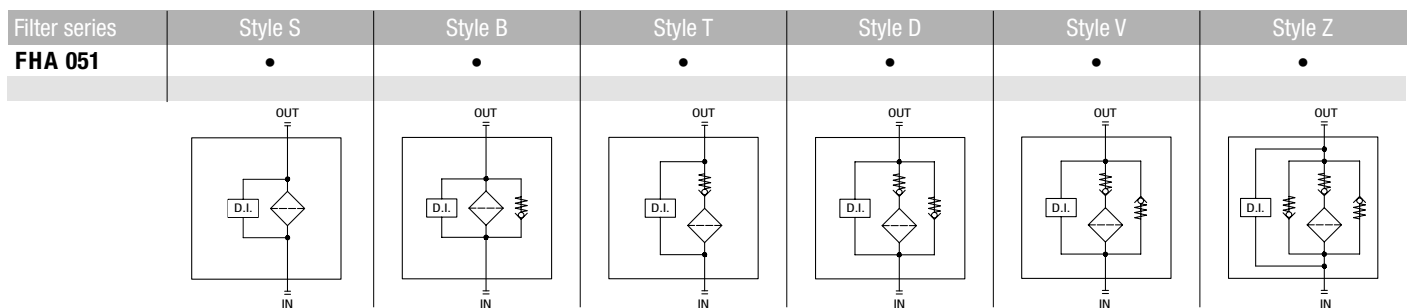 Filter series Style S Style B Style T Style D Style V Style Z
FHA 051 • • • • • •
OUT OUT OUT OUT OUT OUT
D.I. D.I. D.I. D.I. D.I. D.I.
IN IN IN IN IN IN